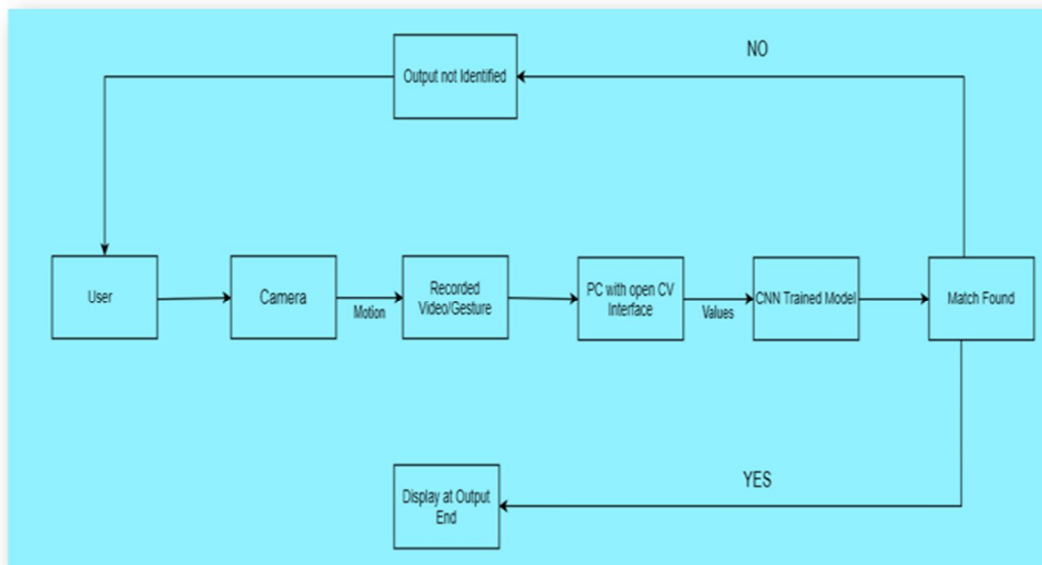 NO
Output not Identified
User
Camera
Motion
Recorded
Video/Gesture
PC with open CV
Interface
Values
CNN Trained Model
Match Found
YES
Display at Output
End